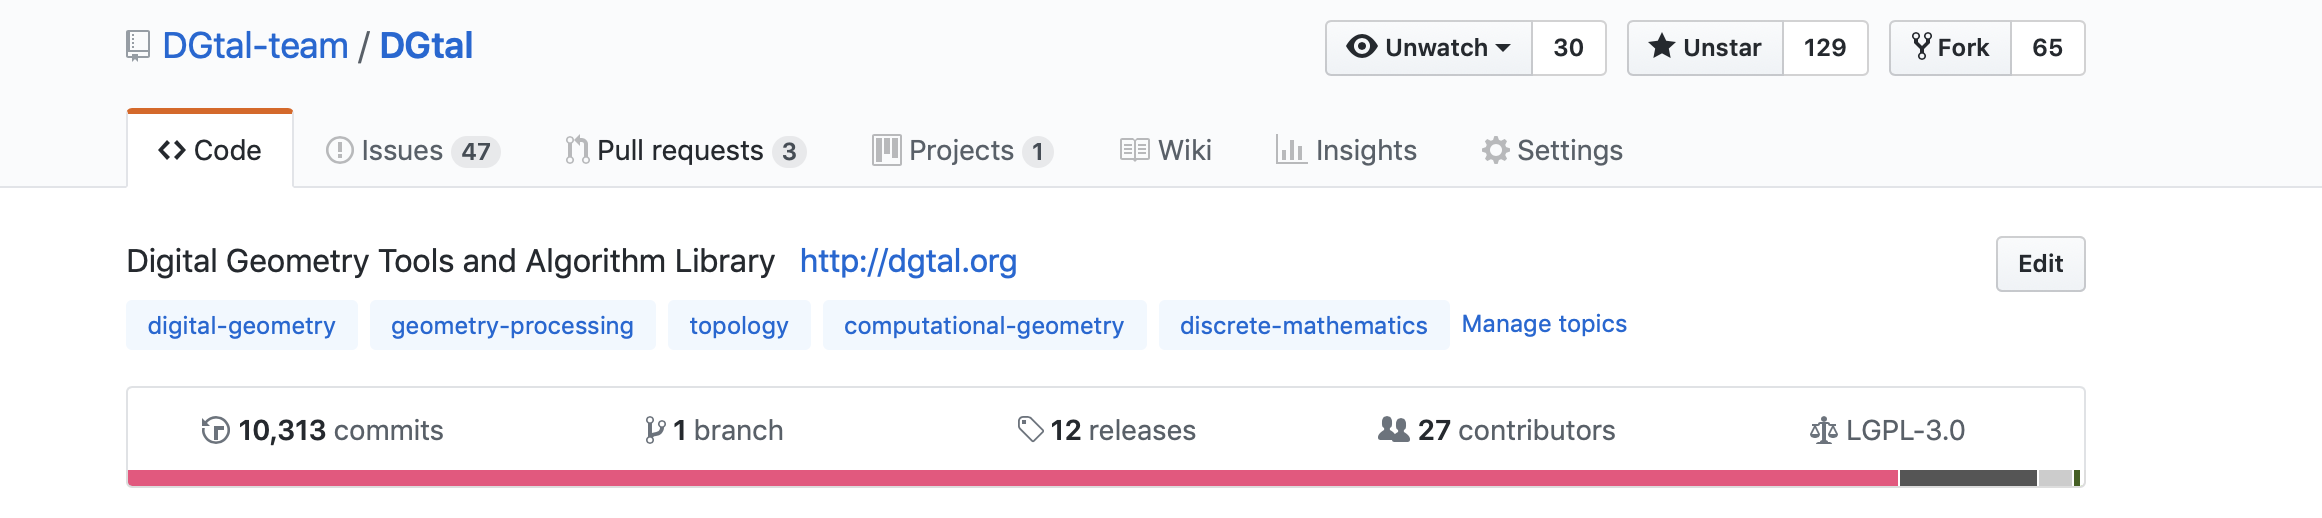 DGtal-team / DGtal Unwatch 30 Unstar 129 Fork 65
Code Issues 47 Pull requests 3 Projects 1 Wiki Insights Settings
Digital Geometry Tools and Algorithm Library http://dgtal.org Edit
digital-geometry geometry-processing topology computational-geometry discrete-mathematics Manage topics
10,313 commits 1 branch 12 releases 27 contributors LGPL-3.0